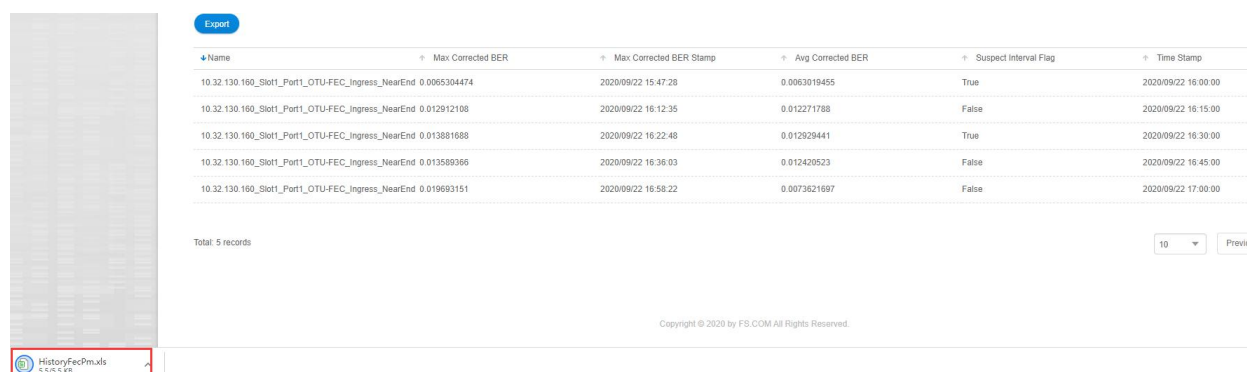 Export
Name Max Corrected BER Max Corrected BER Stamp Avg Corrected BER Suspect Interval Flag Time Stamp
10.32.130.160_Slot1_Port1_OTU-FEC_Ingress_NearEnd 0.0065304474 2020/09/22 15:47:28 0.0063019455 True 2020/09/22 16:00:00
10.32.130.160_Slot1_Port1_OTU-FEC_Ingress_NearEnd 0.012912108 2020/09/22 16:12:35 0.012271788 False 2020/09/22 16:15:00
10.32.130.160_Slot1_Port1_OTU-FEC_Ingress_NearEnd 0.013881688 2020/09/22 16:22:48 0.012929441 True 2020/09/22 16:30:00
10.32.130.160_Slot1_Port1_OTU-FEC_Ingress_NearEnd 0.013589366 2020/09/22 16:36:03 0.012420523 False 2020/09/22 16:45:00
10.32.130.160_Slot1_Port1_OTU-FEC_Ingress_NearEnd 0.019693151 2020/09/22 16:58:22 0.0073621697 False 2020/09/22 17:00:00
Total: 5 records 10 Previ
Copyright © 2020 by FS.COM All Rights Reserved.
HistoryFecPm.xls
5.5/5.5 KB